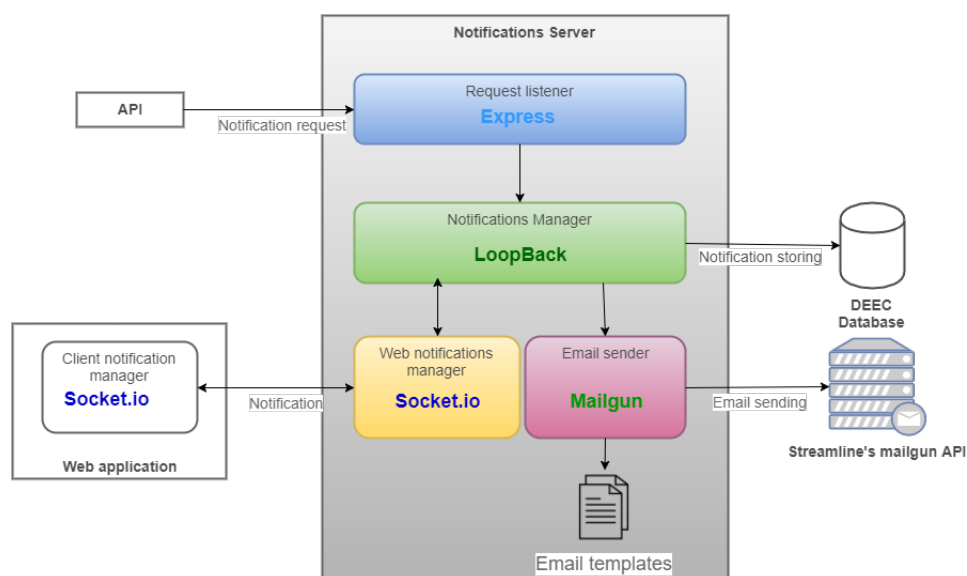 Notifications Server
Request listener
Express
API
Notification request
Notifications Manager
LoopBack
Notification storing
DEEC
Database
Client notification
manager
Socket.io
Web application
Notification
Web notifications
manager
Socket.io
Email sender
Mailgun
Email sending
Streamline's mailgun API
Email templates